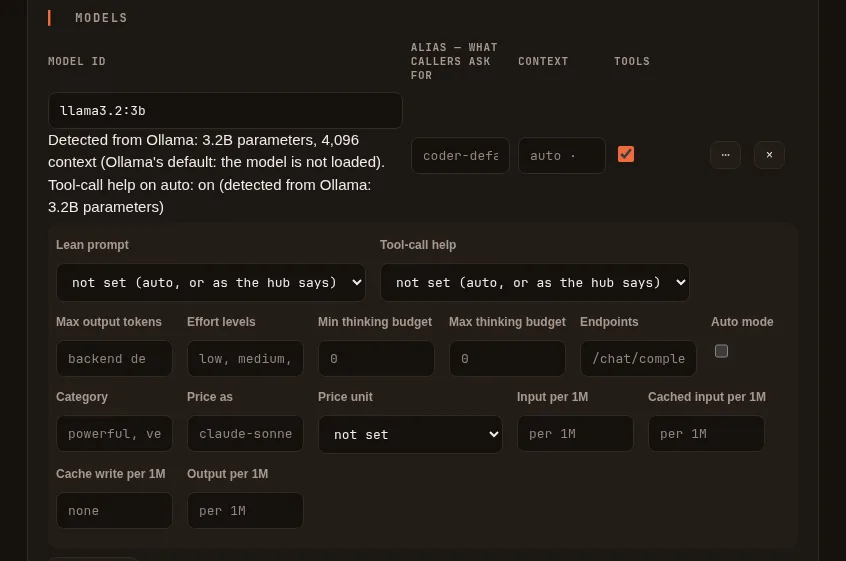 MODELS
MODEL ID
ALIAS — WHAT CALLERS ASK FOR
CONTEXT
TOOLS
llama3.2:3b
Detected from Ollama: 3.2B parameters, 4,096
context (Ollama's default: the model is not loaded).
Tool-call help on auto: on (detected from Ollama:
3.2B parameters)
coder-defa
auto ·
⋯
×
Lean prompt
Tool-call help
not set (auto, or as the hub says)
not set (auto, or as the hub says)
Max output tokens
Effort levels
Min thinking budget
Max thinking budget
Endpoints
Auto mode
backend de
low, medium,
0
0
/chat/comple
Category
Price as
Price unit
Input per 1M
Cached input per 1M
powerful, ve
claude-sonne
not set
per 1M
per 1M
Cache write per 1M
Output per 1M
none
per 1M